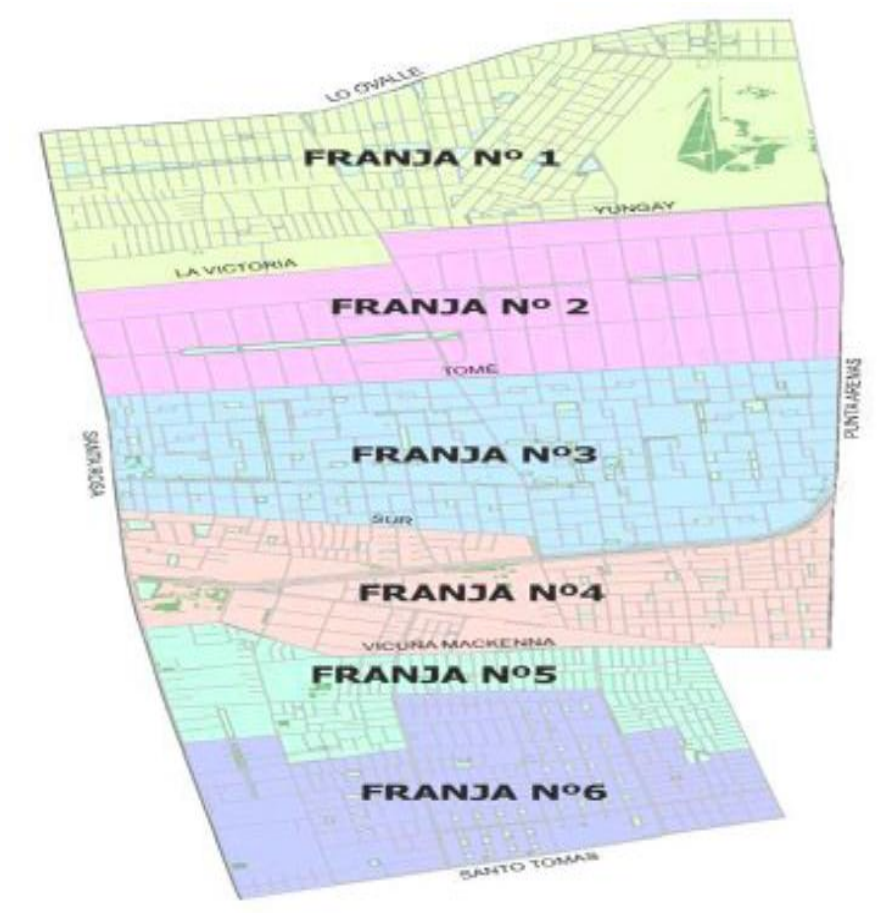 LO OVALLE
FRANJA Nº 1
YUNGAY
LA VICTORIA
FRANJA Nº 2
TOMÉ
PUNTA ARENAS
SANTA ROSA
FRANJA Nº3
SUR
FRANJA Nº4
VICUÑA MACKENNA
FRANJA Nº5
FRANJA Nº6
SANTO TOMAS